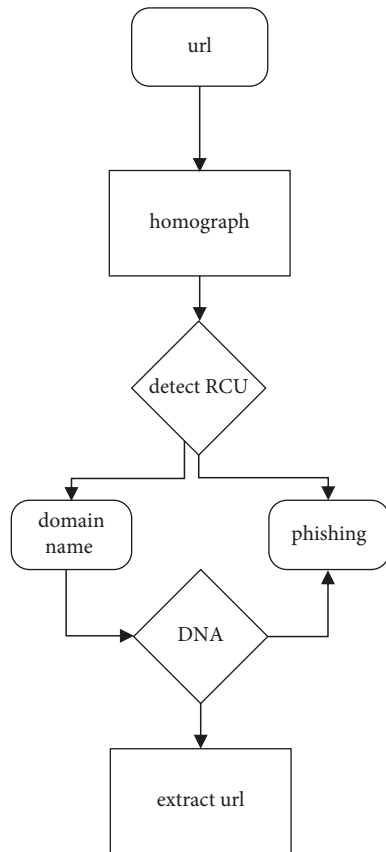 url
homograph
detect RCU
domain
name
phishing
DNA
extract url